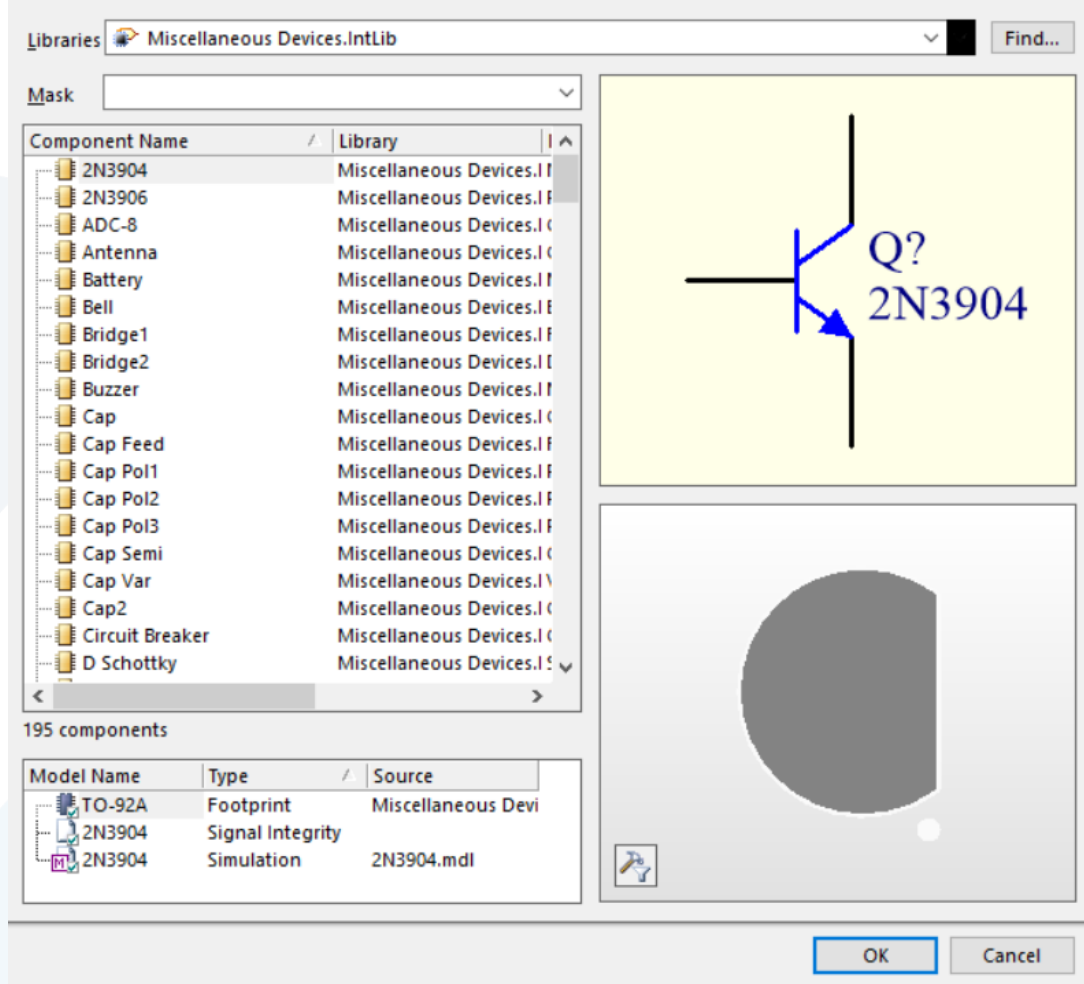 Libraries Miscellaneous Devices.IntLib Find...
Mask
Component Name Library
2N3904 Miscellaneous Devices.I
2N3906 Miscellaneous Devices.I
ADC-8 Miscellaneous Devices.I
Antenna Miscellaneous Devices.I
Battery Miscellaneous Devices.I
Bell Miscellaneous Devices.I
Bridge1 Miscellaneous Devices.I
Bridge2 Miscellaneous Devices.I
Buzzer Miscellaneous Devices.I
Cap Miscellaneous Devices.I
Cap Feed Miscellaneous Devices.I
Cap Pol1 Miscellaneous Devices.I
Cap Pol2 Miscellaneous Devices.I
Cap Pol3 Miscellaneous Devices.I
Cap Semi Miscellaneous Devices.I
Cap Var Miscellaneous Devices.I
Cap2 Miscellaneous Devices.I
Circuit Breaker Miscellaneous Devices.I
D Schottky Miscellaneous Devices.I
195 components
Model Name Type Source
TO-92A Footprint Miscellaneous Devi
2N3904 Signal Integrity
M 2N3904 Simulation 2N3904.mdl
Q?
2N3904
OK Cancel